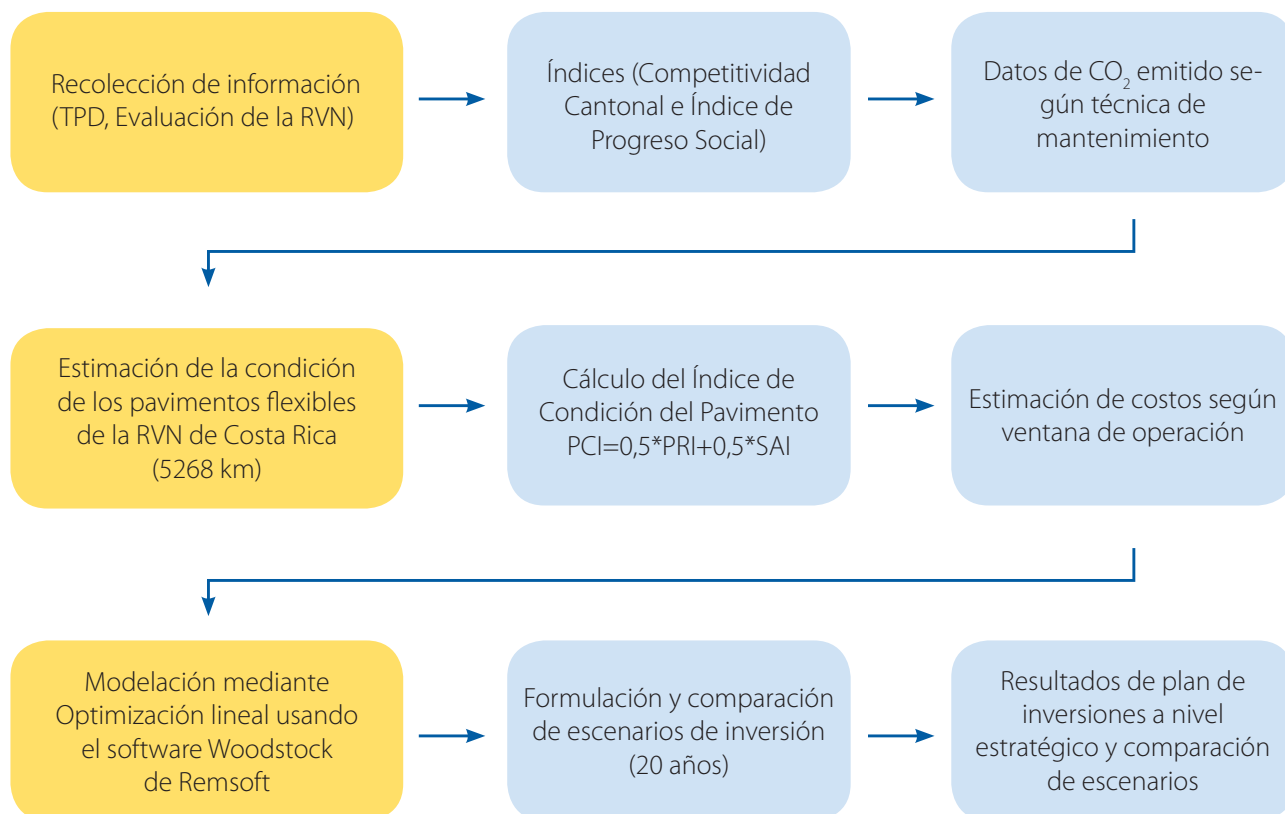 Recolección de información
(TPD, Evaluación de la RVN)
Índices (Competitividad
Cantonal e Índice de
Progreso Social)
Datos de CO₂ emitido se-
gún técnica de
mantenimiento
Estimación de la condición
de los pavimentos flexibles
de la RVN de Costa Rica
(5268 km)
Cálculo del Índice de
Condición del Pavimento
PCI=0,5*PRI+0,5*SAI
Estimación de costos según
ventana de operación
Modelación mediante
Optimización lineal usando
el software Woodstock
de Remsoft
Formulación y comparación
de escenarios de inversión
(20 años)
Resultados de plan de
inversiones a nivel
estratégico y comparación
de escenarios